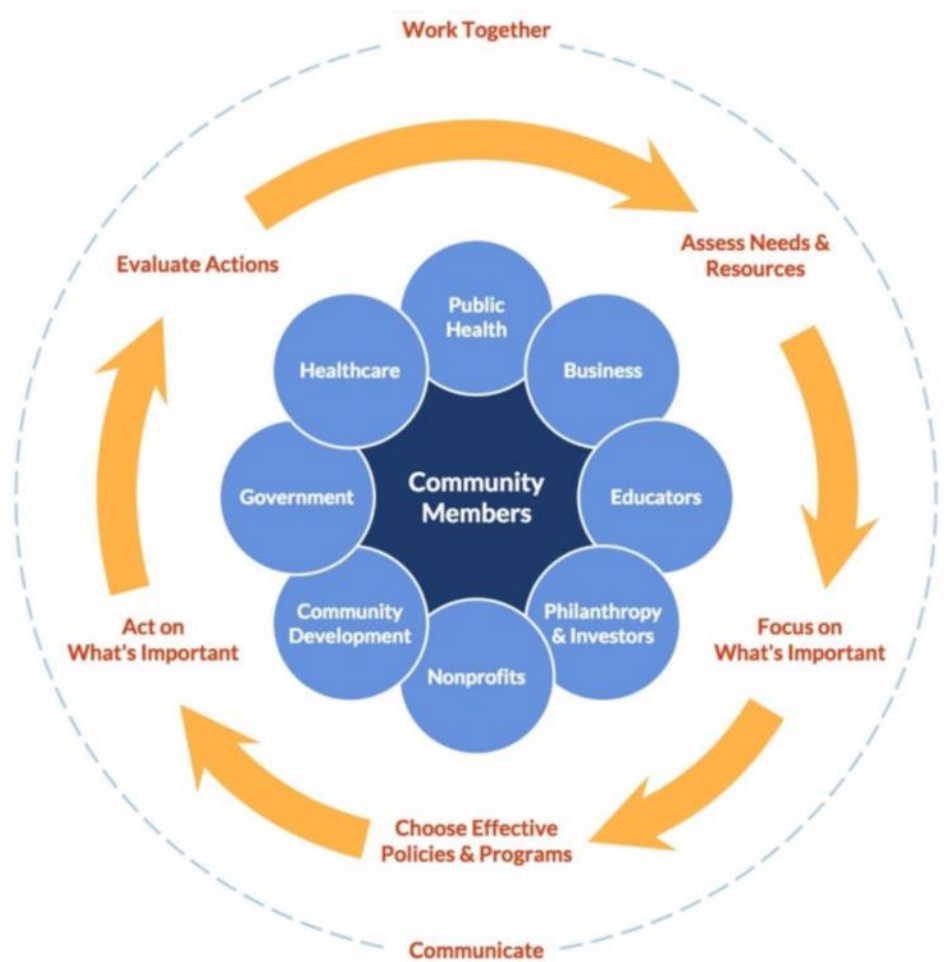 Work Together
Evaluate Actions
Assess Needs &
Resources
Public
Health
Healthcare
Business
Government
Community
Members
Educators
Community
Development
Philanthropy
& Investors
Nonprofits
Act on
What's Important
Focus on
What's Important
Choose Effective
Policies & Programs
Communicate